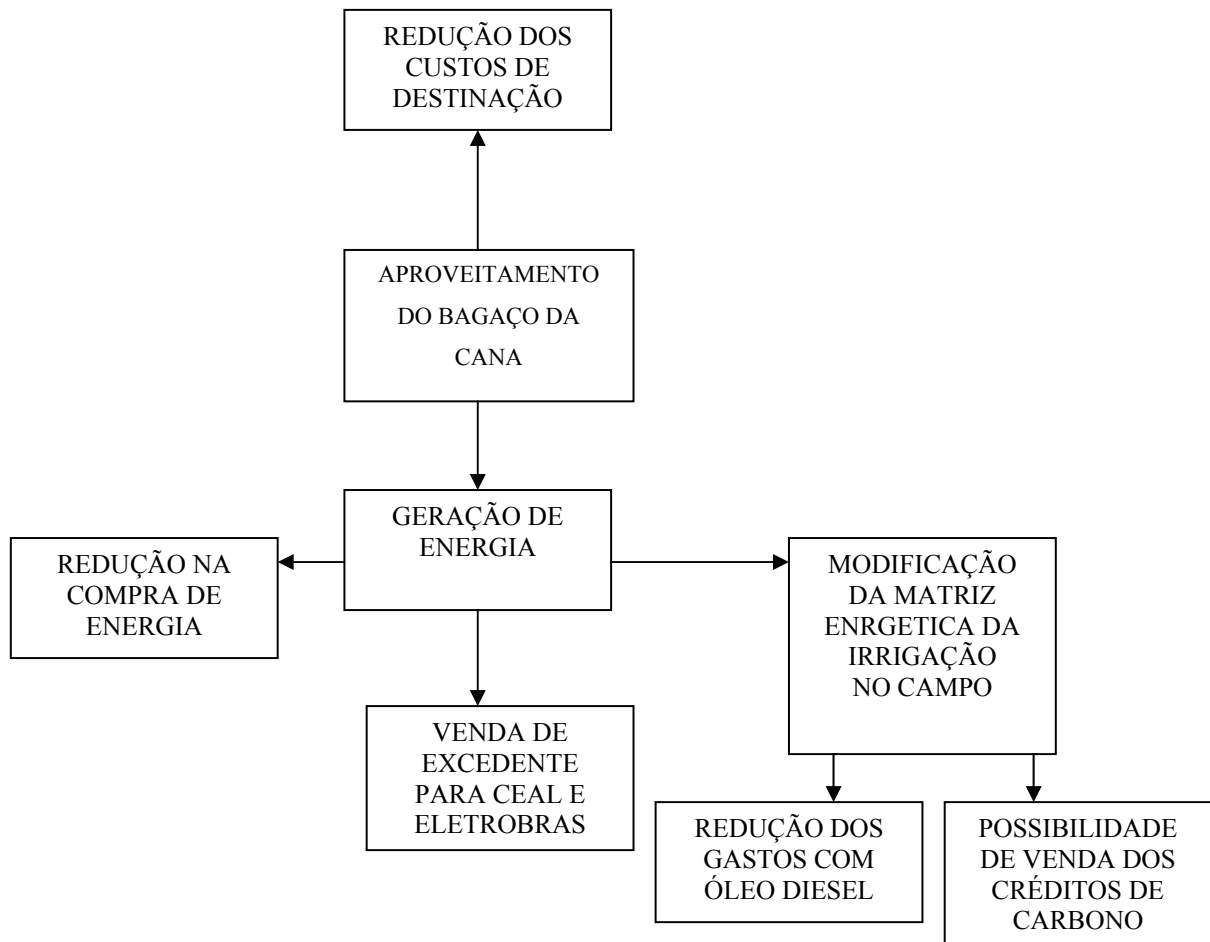 REDUÇÃO DOS
CUSTOS DE
DESTINAÇÃO
APROVEITAMENTO
DO BAGAÇO DA
CANA
GERAÇÃO DE
ENERGIA
REDUÇÃO NA
COMPRA DE
ENERGIA
MODIFICAÇÃO
DA MATRIZ
ENRGETICA DA
IRRIGAÇÃO
NO CAMPO
VENDA DE
EXCEDENTE
PARA CEAL E
ELETROBRAS
REDUÇÃO DOS
GASTOS COM
ÓLEO DIESEL
POSSIBILIDADE
DE VENDA DOS
CRÉDITOS DE
CARBONO